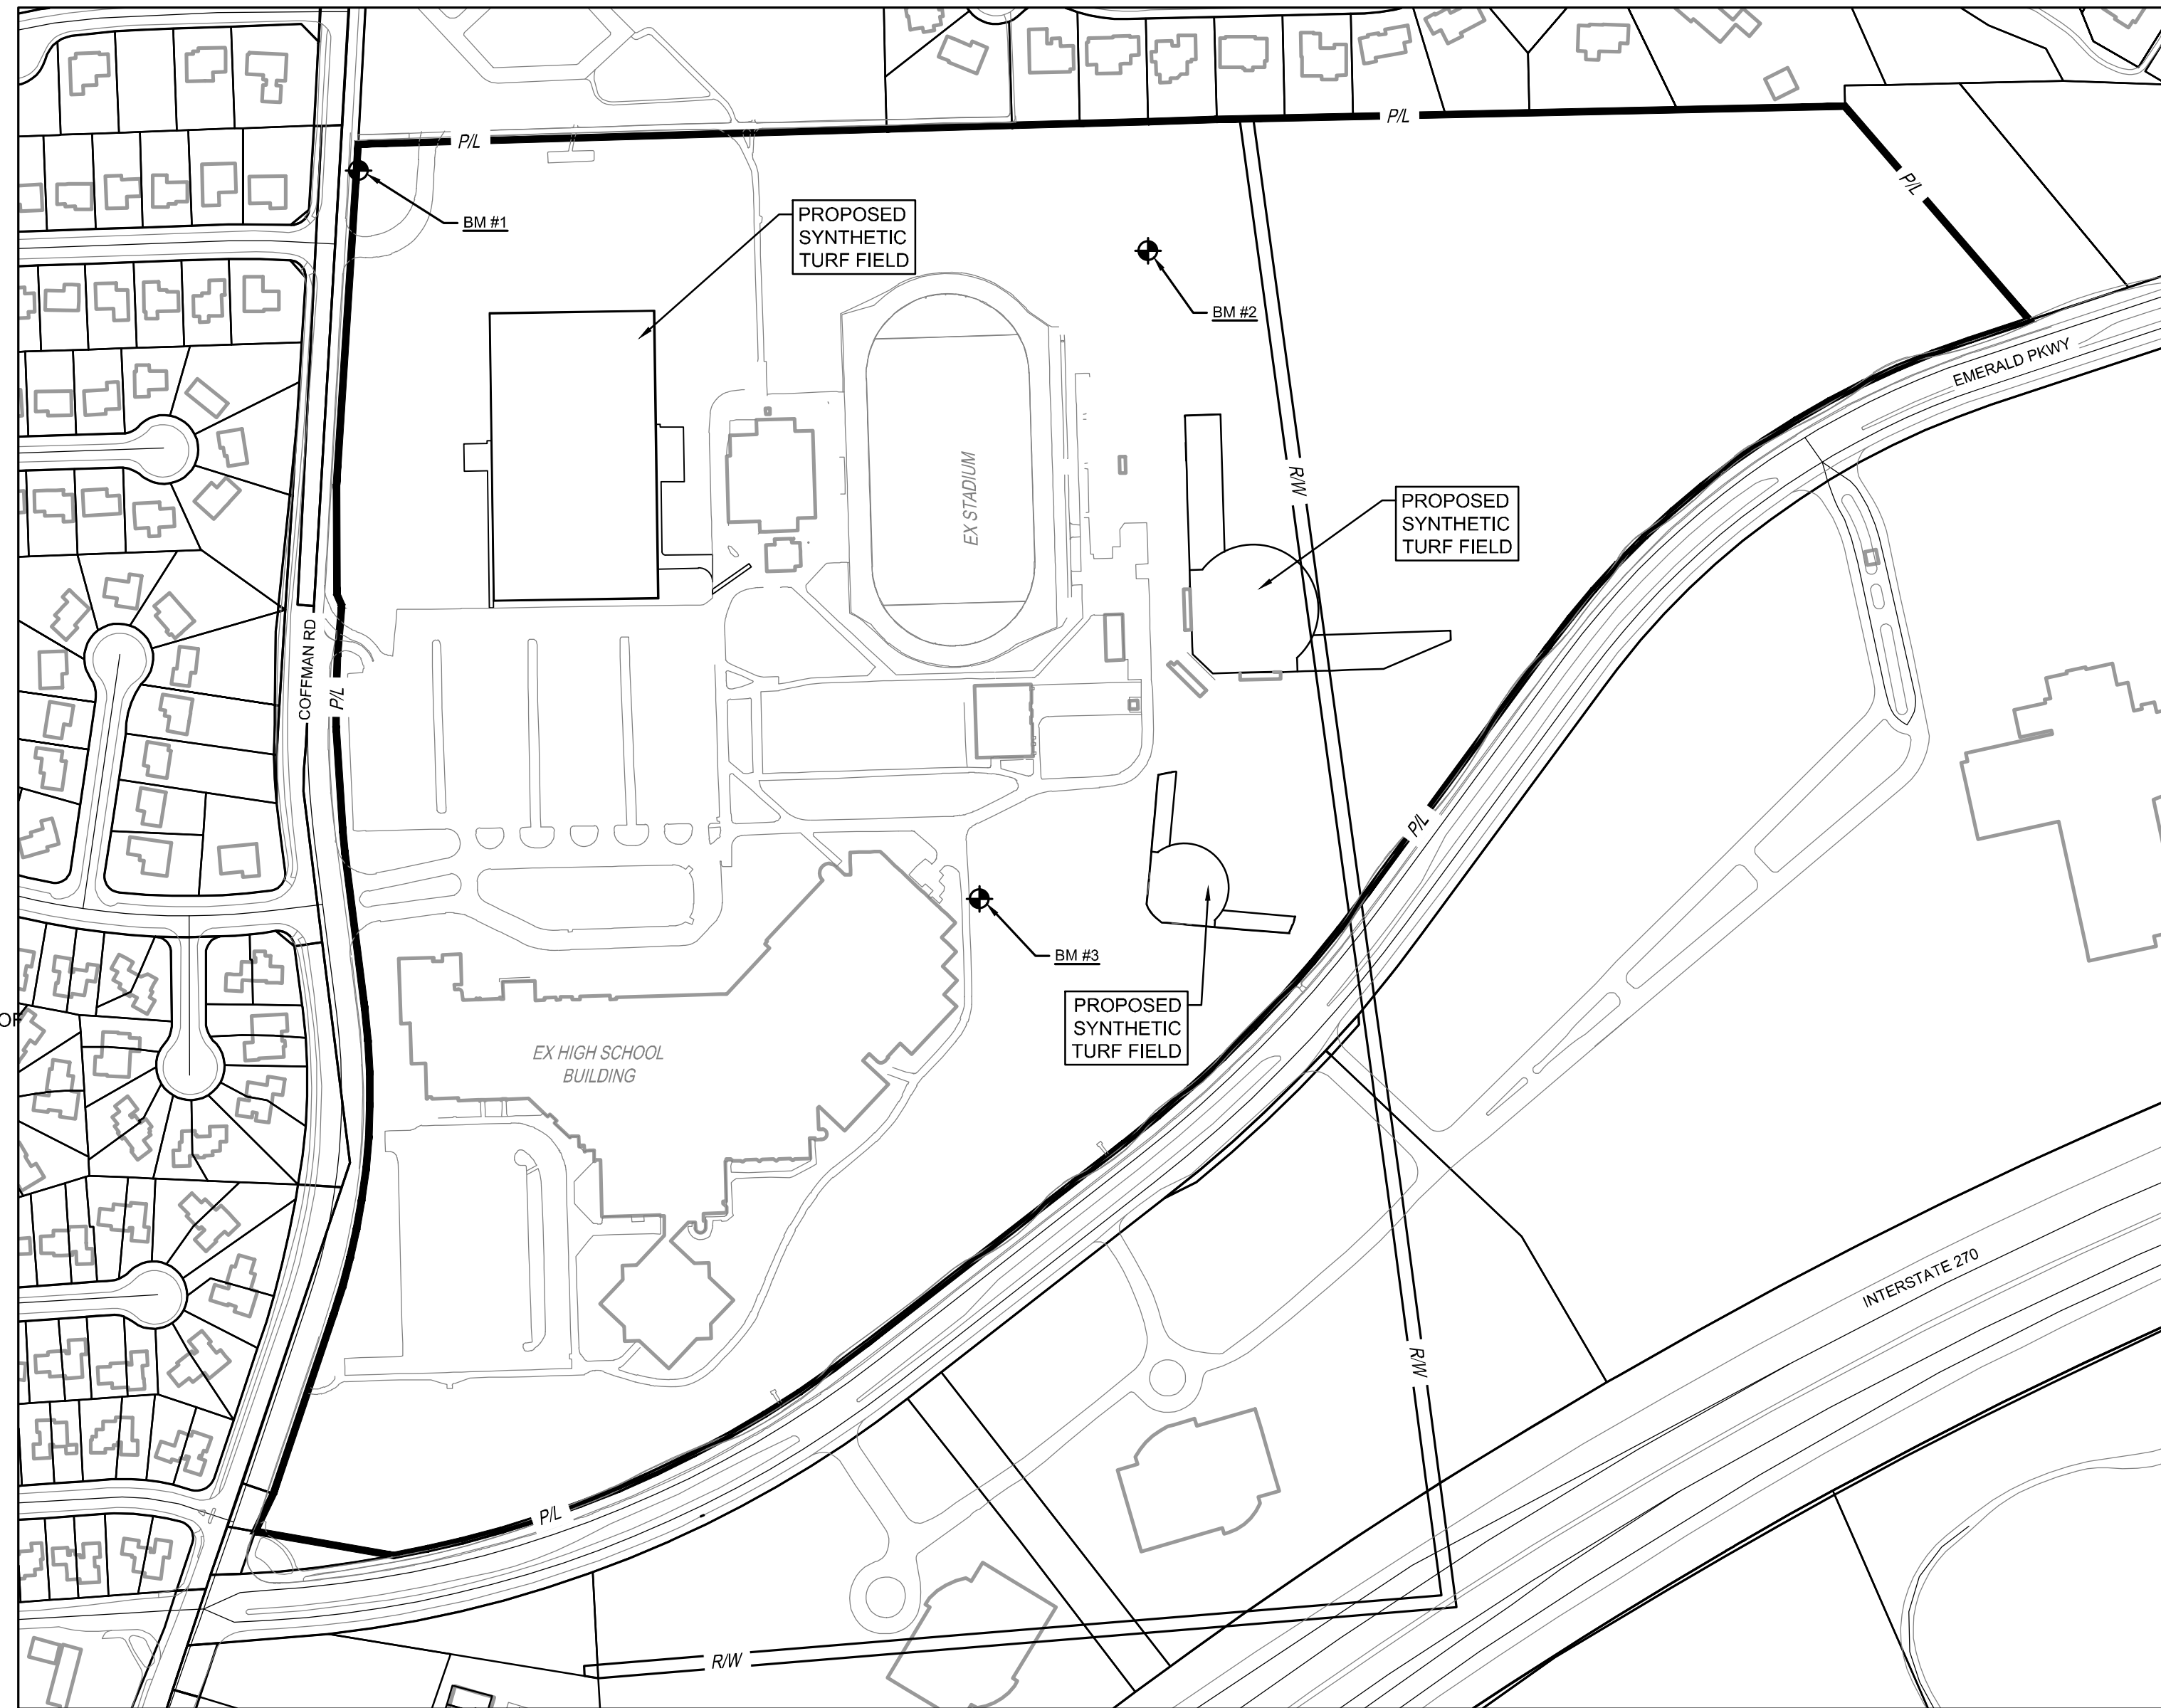 P/L
P/L
P/L
BM #1
PROPOSED
SYNTHETIC
TURF FIELD
BM #2
EMERALD PKWY
EX STADIUM
R/W
PROPOSED
SYNTHETIC
TURF FIELD
COFFMAN RD
P/L
P/L
BM #3
PROPOSED
SYNTHETIC
TURF FIELD
OF
EX HIGH SCHOOL
BUILDING
INTERSTATE 270
R/W
P/L
R/W